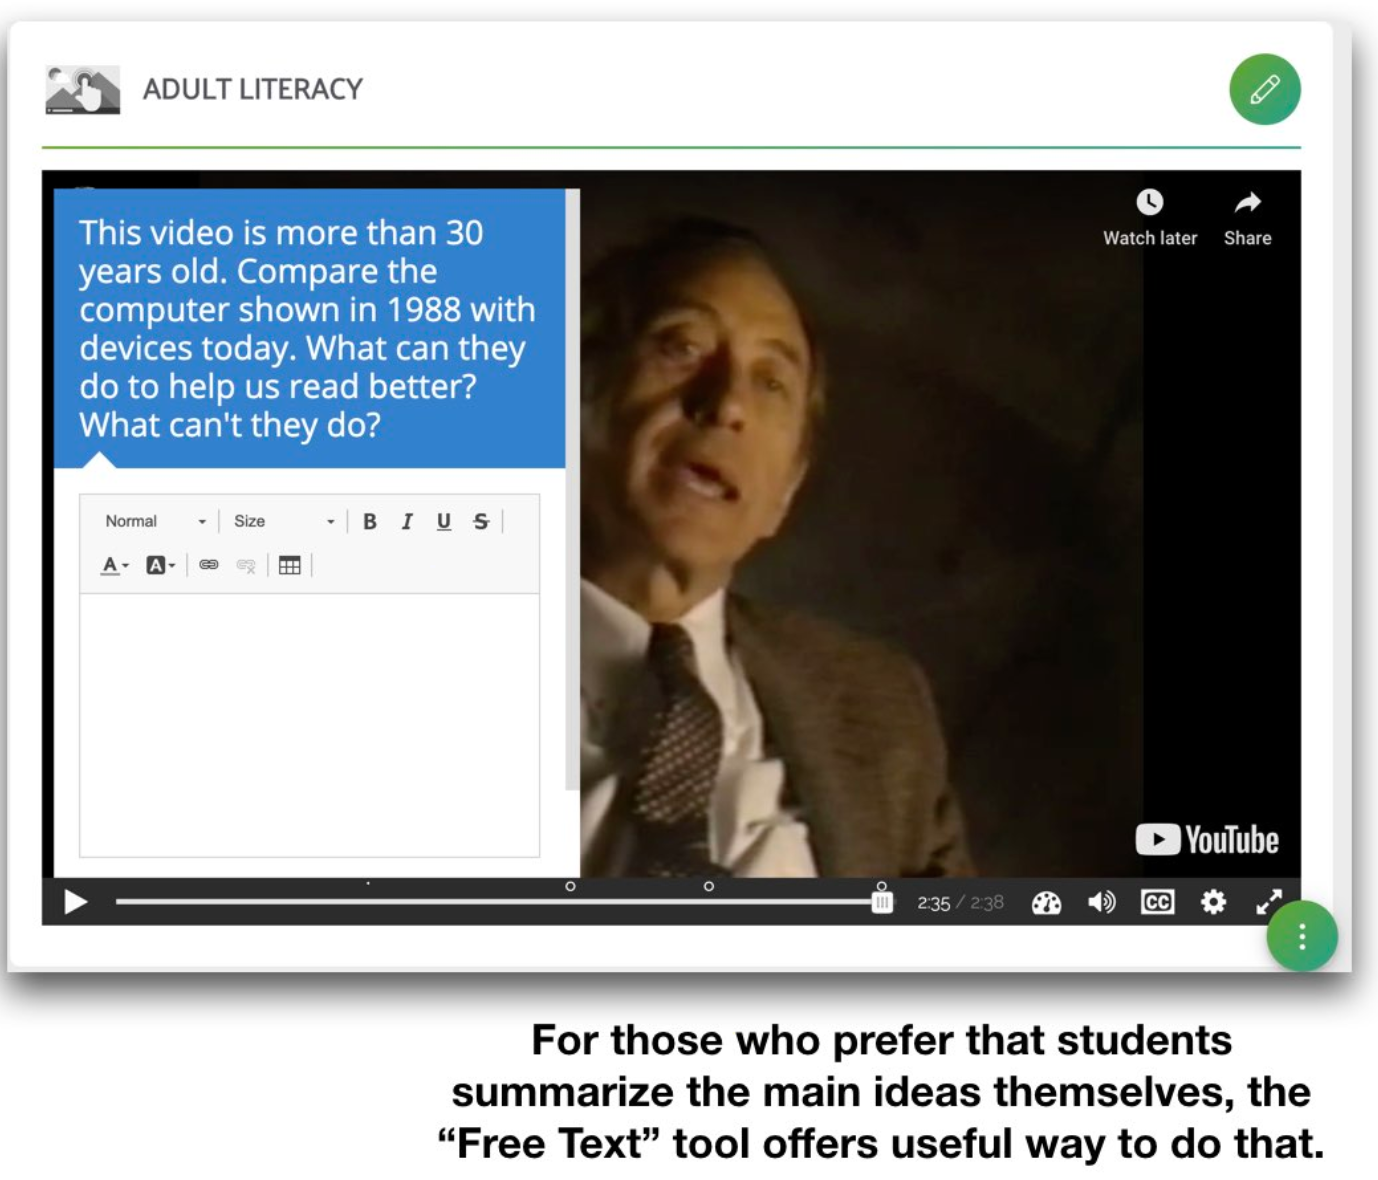 ADULT LITERACY
This video is more than 30
years old. Compare the
computer shown in 1988 with
devices today. What can they
do to help us read better?
What can't they do?
Watch later
Share
Normal
Size
B I U S
A A
YouTube
2:35 / 2:38
CC
For those who prefer that students
summarize the main ideas themselves, the
“Free Text” tool offers useful way to do that.